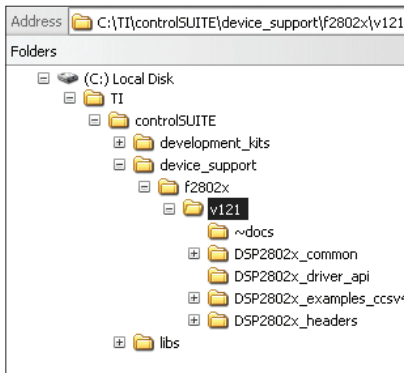 Address C:\TI\controlSUITE\device_support\f2802x\v121
Folders
(C:) Local Disk
TI
controlSUITE
development_kits
device_support
f2802x
v121
~docs
DSP2802x_common
DSP2802x_driver_api
DSP2802x_examples_ccsv4
DSP2802x_headers
libs